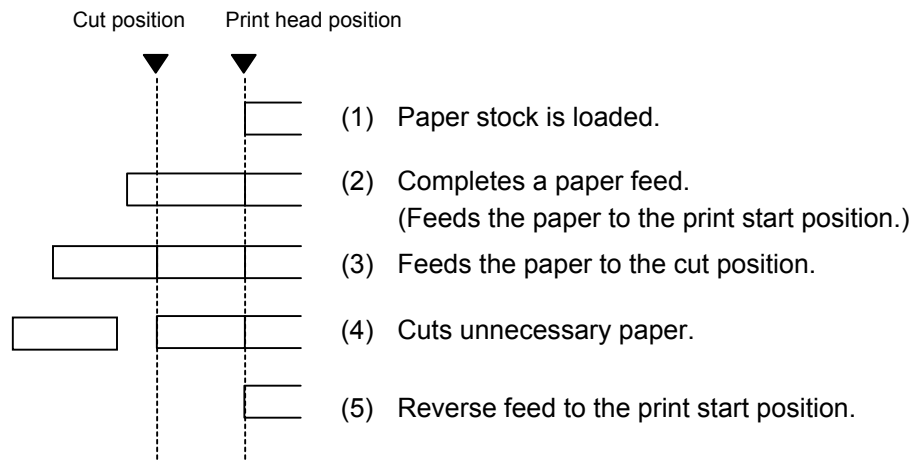 Cut position Print head position
(1) Paper stock is loaded.
(2) Completes a paper feed.
(Feeds the paper to the print start position.)
(3) Feeds the paper to the cut position.
(4) Cuts unnecessary paper.
(5) Reverse feed to the print start position.